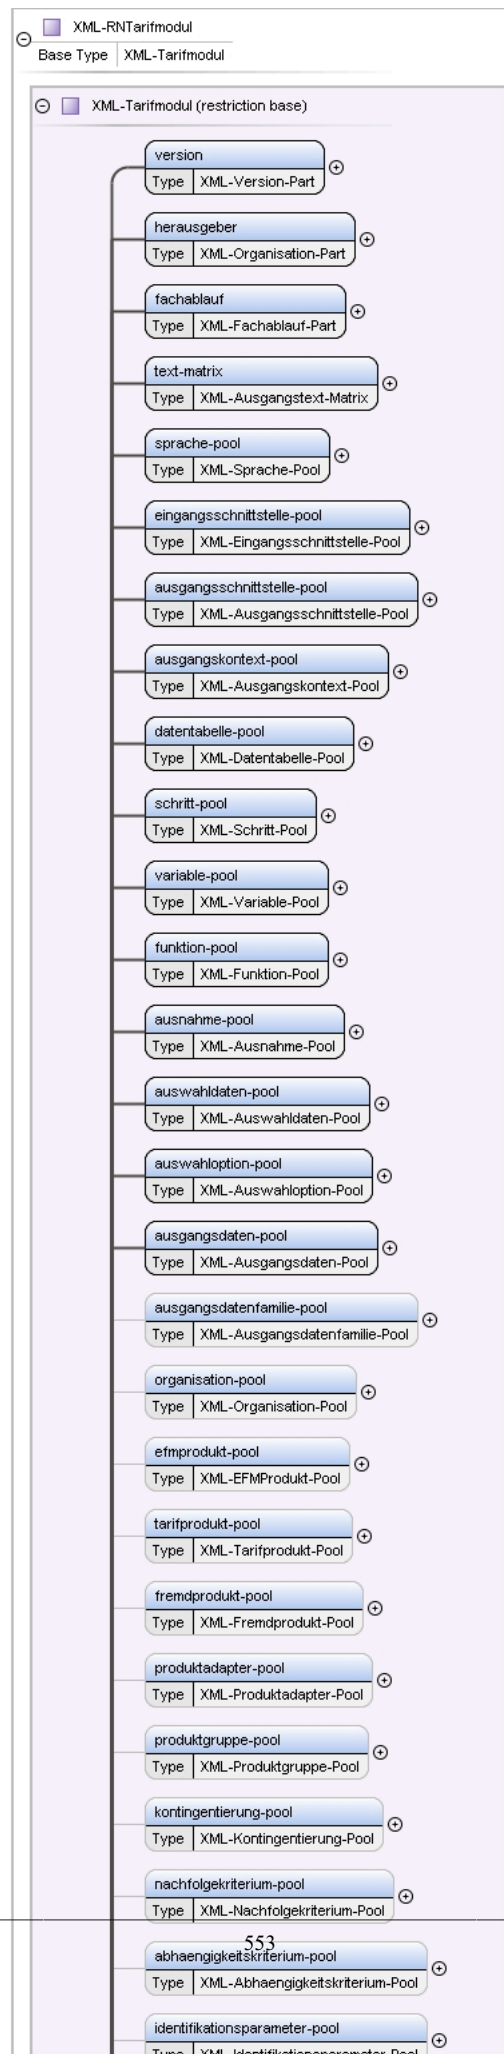 XML-RNTarifmodul
Base Type XML-Tarifmodul
XML-Tarifmodul (restriction base)
version
Type XML-Version-Part
herausgeber
Type XML-Organisation-Part
fachablauf
Type XML-Fachablauf-Part
text-matrix
Type XML-Ausgangstext-Matrix
sprache-pool
Type XML-Sprache-Pool
eingangsschnittstelle-pool
Type XML-Eingangsschnittstelle-Pool
ausgangsschnittstelle-pool
Type XML-Ausgangsschnittstelle-Pool
ausgangskontext-pool
Type XML-Ausgangskontext-Pool
datentabelle-pool
Type XML-Datentabelle-Pool
schritt-pool
Type XML-Schritt-Pool
variable-pool
Type XML-Variable-Pool
funktion-pool
Type XML-Funktion-Pool
ausnahme-pool
Type XML-Ausnahme-Pool
auswahldaten-pool
Type XML-Auswahldaten-Pool
auswahloption-pool
Type XML-Auswahloption-Pool
ausgangsdaten-pool
Type XML-Ausgangsdaten-Pool
ausgangsdatenfamilie-pool
Type XML-Ausgangsdatenfamilie-Pool
organisation-pool
Type XML-Organisation-Pool
efmprodukt-pool
Type XML-EFMProdukt-Pool
tarifprodukt-pool
Type XML-Tarifprodukt-Pool
fremdprodukt-pool
Type XML-Fremdprodukt-Pool
produktadapter-pool
Type XML-Produktadapter-Pool
produktgruppe-pool
Type XML-Produktgruppe-Pool
kontingentierung-pool
Type XML-Kontingentierung-Pool
nachfolgekriterium-pool
Type XML-Nachfolgekriterium-Pool
553
abhaengigkeitskriterium-pool
Type XML-Abhaengigkeitskriterium-Pool
identifikationsparameter-pool
Type XML-Identifikationsparameter-Pool